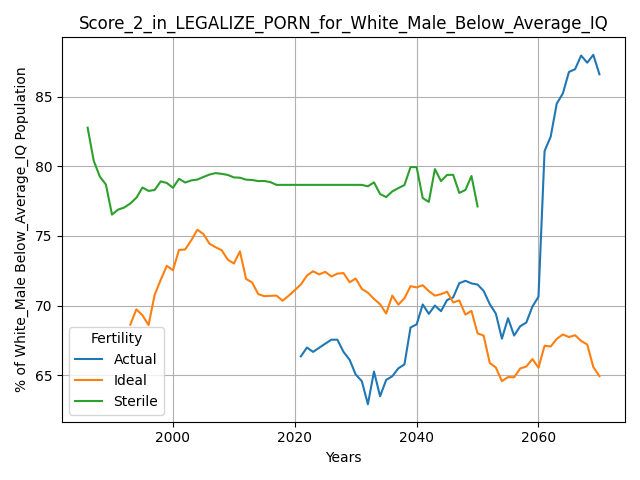 Score_2_in_LEGALIZE_PORN_for_White_Male_Below_Average_IQ
% of White_Male Below_Average_IQ Population
85
80
75
70
65
Fertility
Actual
Ideal
Sterile
2000
2020
2040
2060
Years